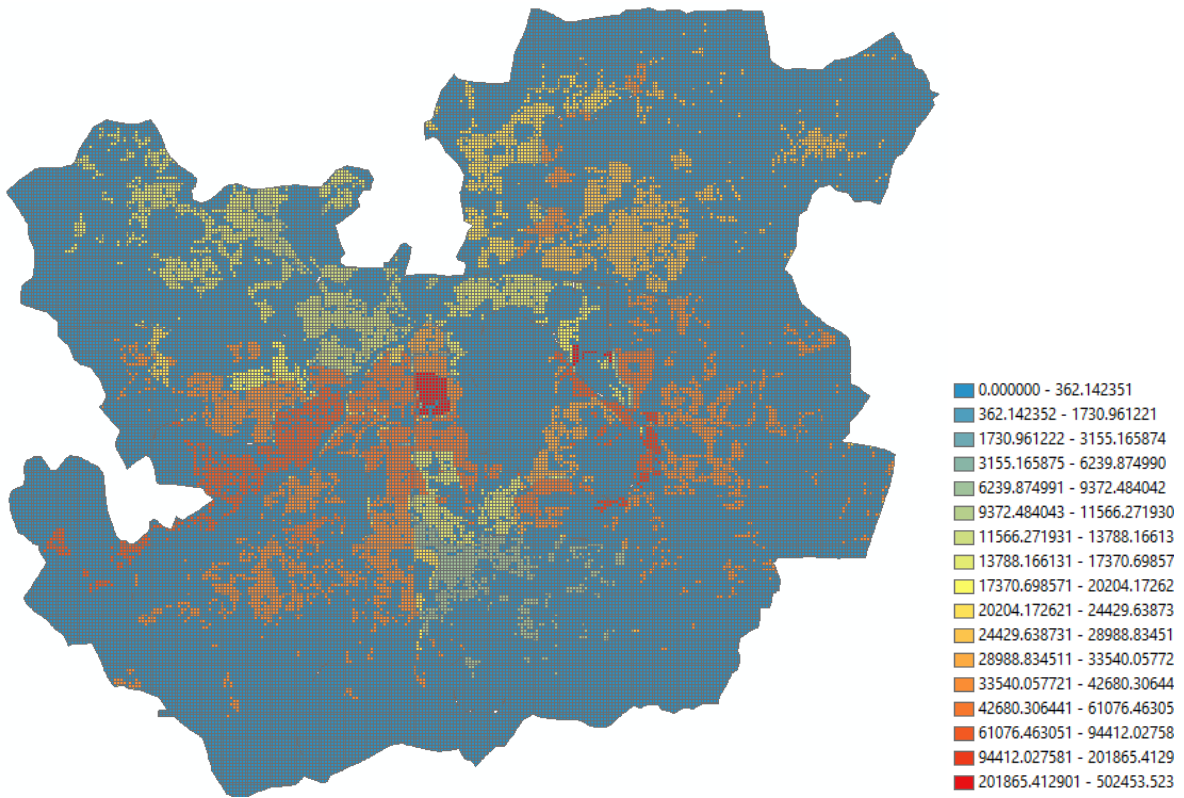 0.000000 - 362.142351
362.142352 - 1730.961221
1730.961222 - 3155.165874
3155.165875 - 6239.874990
6239.874991 - 9372.484042
9372.484043 - 11566.271930
11566.271931 - 13788.16613
13788.166131 - 17370.69857
17370.698571 - 20204.17262
20204.172621 - 24429.63873
24429.638731 - 28988.83451
28988.834511 - 33540.05772
33540.057721 - 42680.30644
42680.306441 - 61076.46305
61076.463051 - 94412.02758
94412.027581 - 201865.4129
201865.412901 - 502453.523